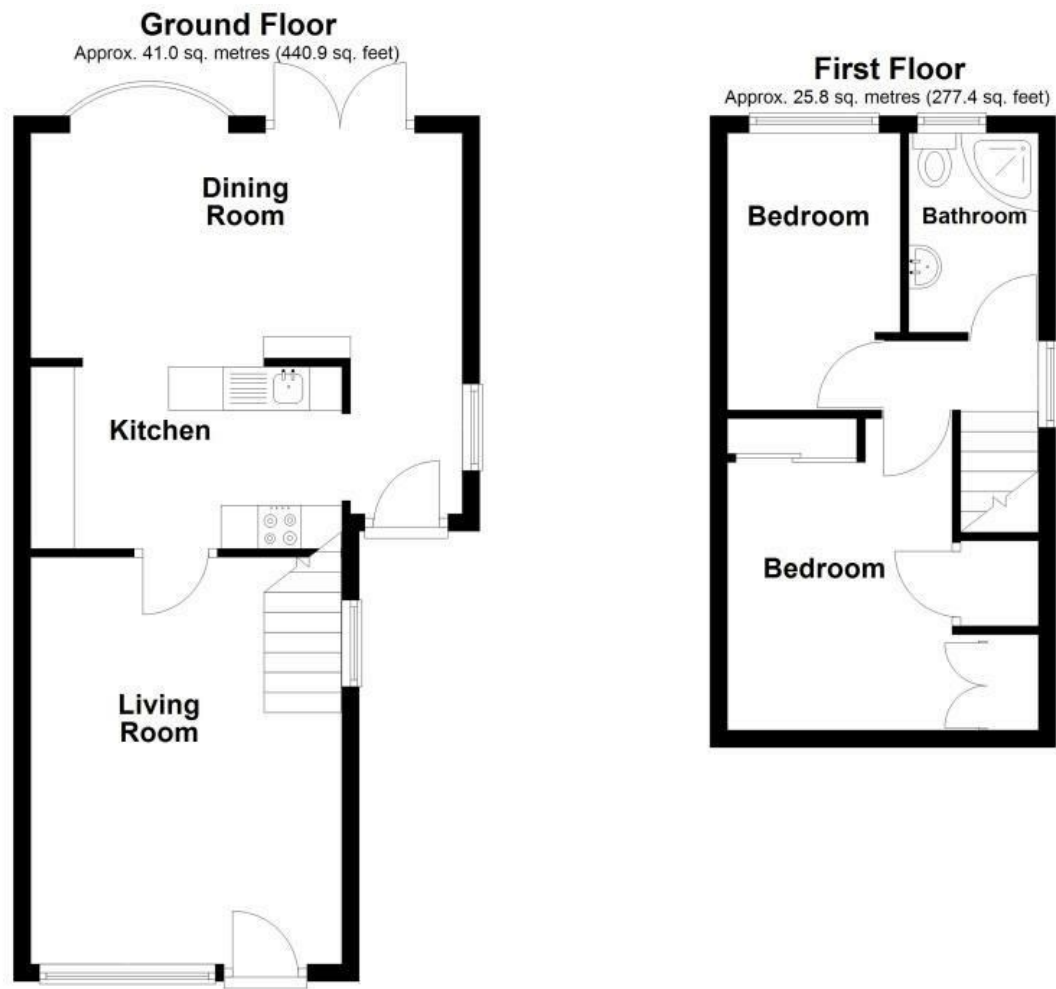 Ground Floor
Approx. 41.0 sq. metres (440.9 sq. feet)
Dining
Room
Kitchen
Living
Room
First Floor
Approx. 25.8 sq. metres (277.4 sq. feet)
Bedroom
Bathroom
Bedroom